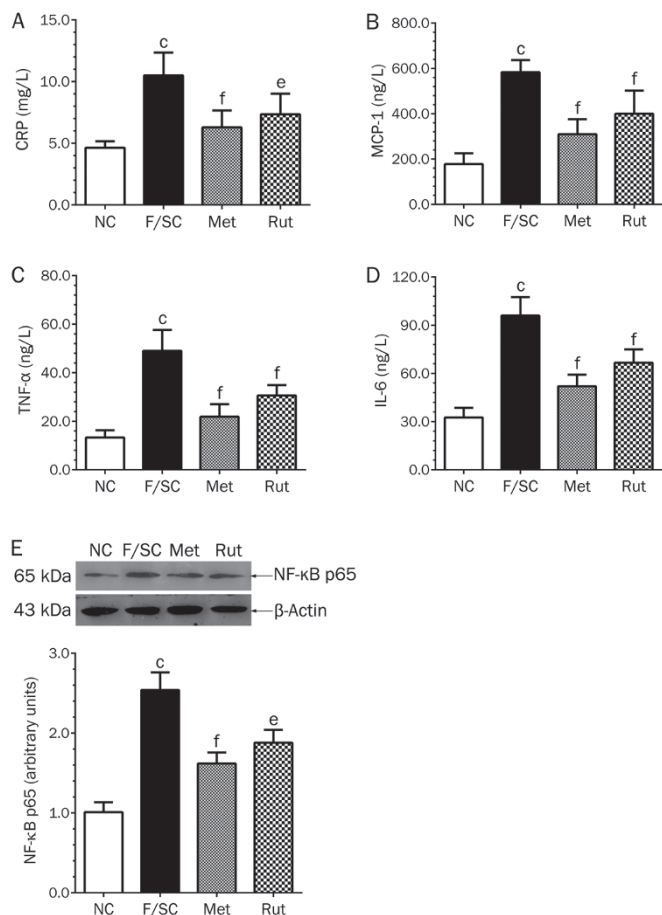 A
CRP (mg/L)
15.0
10.0
5.0
0.0
c
f
e
NC F/SC Met Rut
B
MCP-1 (ng/L)
800.0
600.0
400.0
200.0
0.0
c
f
f
NC F/SC Met Rut
C
TNF-α (ng/L)
80.0
60.0
40.0
20.0
0.0
c
f
f
NC F/SC Met Rut
D
IL-6 (ng/L)
120.0
90.0
60.0
30.0
0.0
c
f
f
NC F/SC Met Rut
E
NC F/SC Met Rut
65 kDa NF-κB p65
43 kDa β-Actin
NF-κB p65 (arbitrary units)
3.0
2.0
1.0
0.0
c
f
e
NC F/SC Met Rut